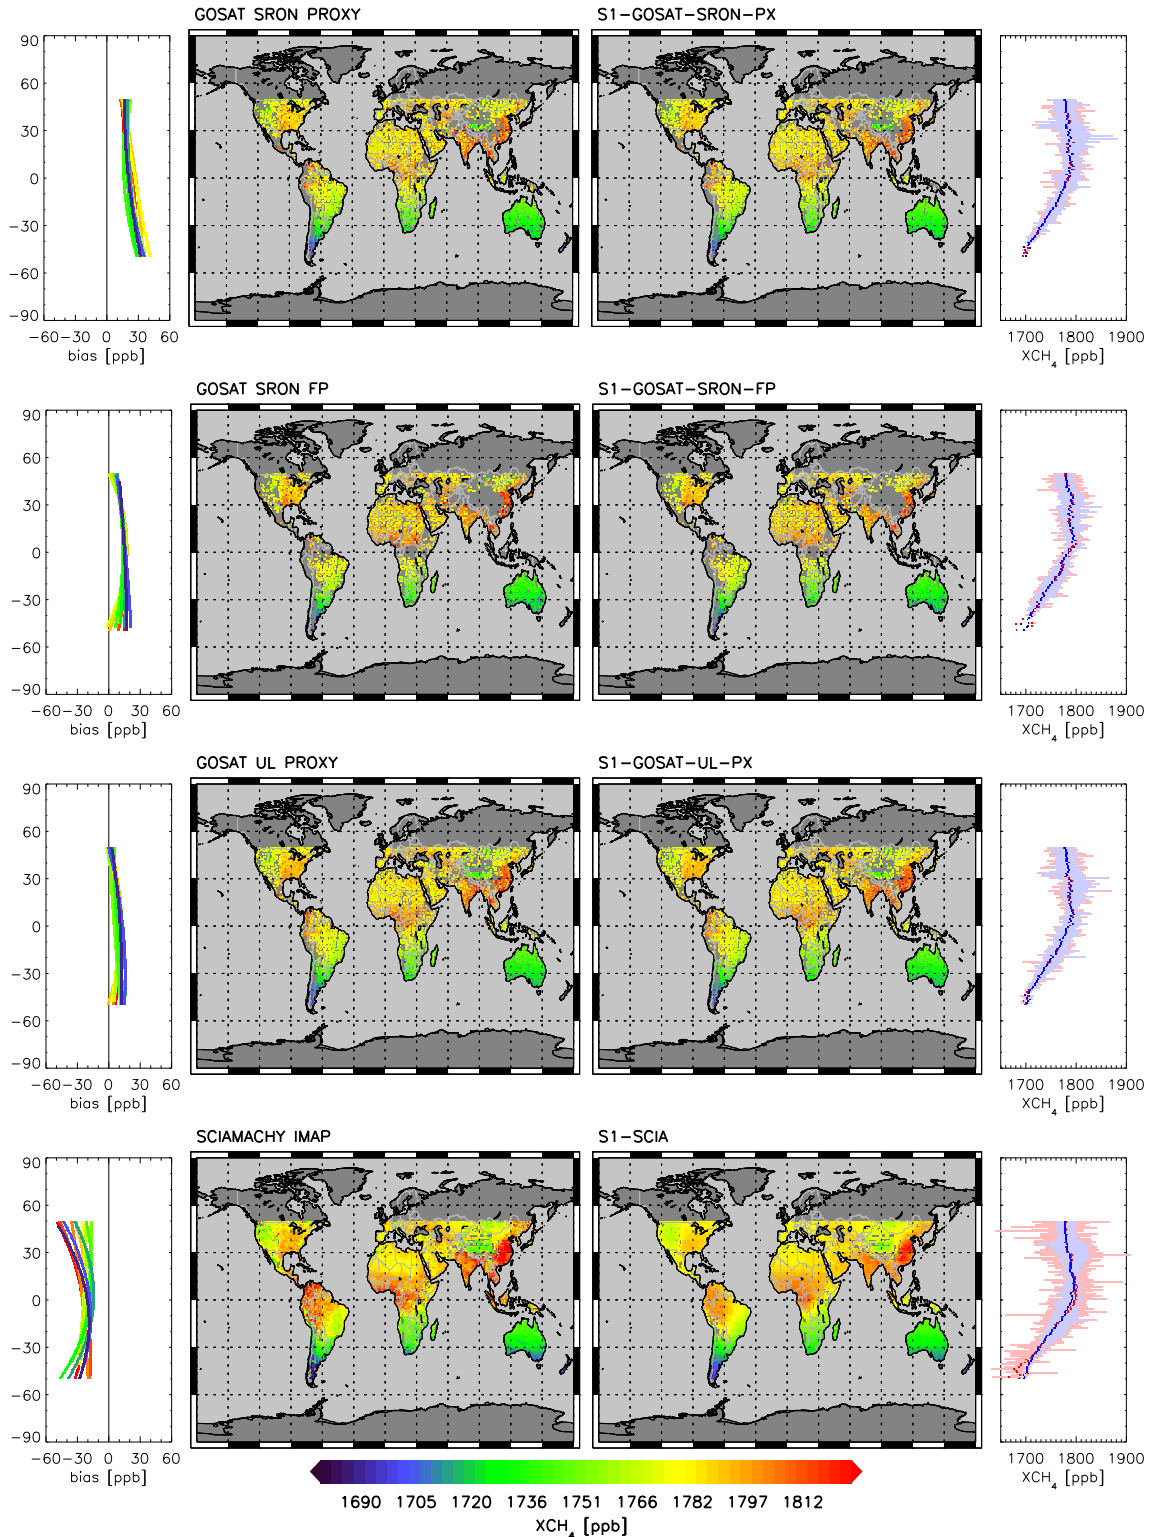 GOSAT SRON PROXY
S1-GOSAT-SRON-PX
90
60
30
0
-30
-60
-90
-60 -30 0 30 60
bias [ppb]
1700 1800 1900
XCH4 [ppb]
GOSAT SRON FP
S1-GOSAT-SRON-FP
90
60
30
0
-30
-60
-90
-60 -30 0 30 60
bias [ppb]
1700 1800 1900
XCH4 [ppb]
GOSAT UL PROXY
S1-GOSAT-UL-PX
90
60
30
0
-30
-60
-90
-60 -30 0 30 60
bias [ppb]
1700 1800 1900
XCH4 [ppb]
SCIAMACHY IMAP
S1-SCIA
90
60
30
0
-30
-60
-90
-60 -30 0 30 60
bias [ppb]
1700 1800 1900
XCH4 [ppb]
1690 1705 1720 1736 1751 1766 1782 1797 1812
XCH4 [ppb]